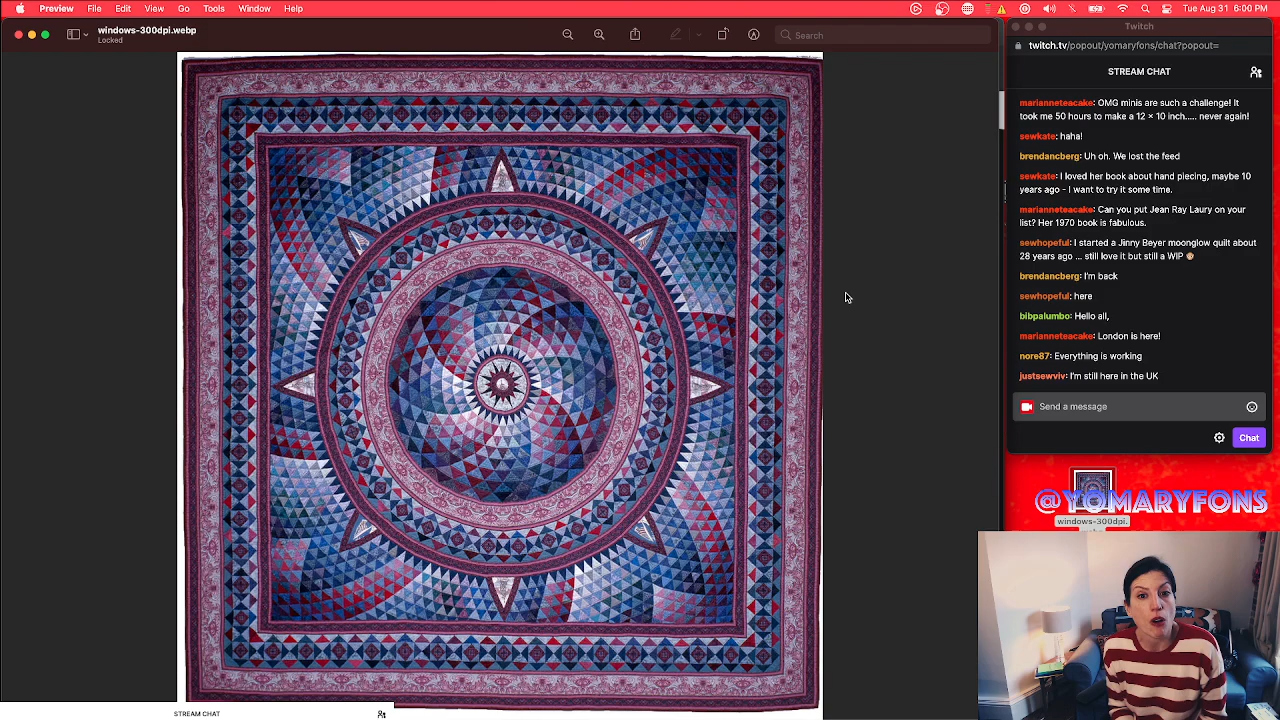 Preview File Edit View Go Tools Window Help
Tue Aug 31 6:00 PM
windows-300dpi.webp
Locked
Search
Twitch
twitch.tv/popout/yomaryfons/chat?popout=
STREAM CHAT
marianneteacake: OMG minis are such a challenge! It
took me 50 hours to make a 12 x 10 inch..... never again!
sewkate: haha!
brendancberg: Uh oh. We lost the feed
sewkate: I loved her book about hand piecing, maybe 10
years ago - I want to try it some time.
marianneteacake: Can you put Jean Ray Laury on your
list? Her 1970 book is fabulous.
sewhopeful: I started a Jinny Beyer moonglow quilt about
28 years ago ... still love it but still a WIP
brendancberg: I'm back
sewhopeful: here
bibpalumbo: Hello all,
marianneteacake: London is here!
nore87: Everything is working
justsewviv: I'm still here in the UK
Send a message
Chat
@YOMARYFONS
windows-300dpi.
STREAM CHAT